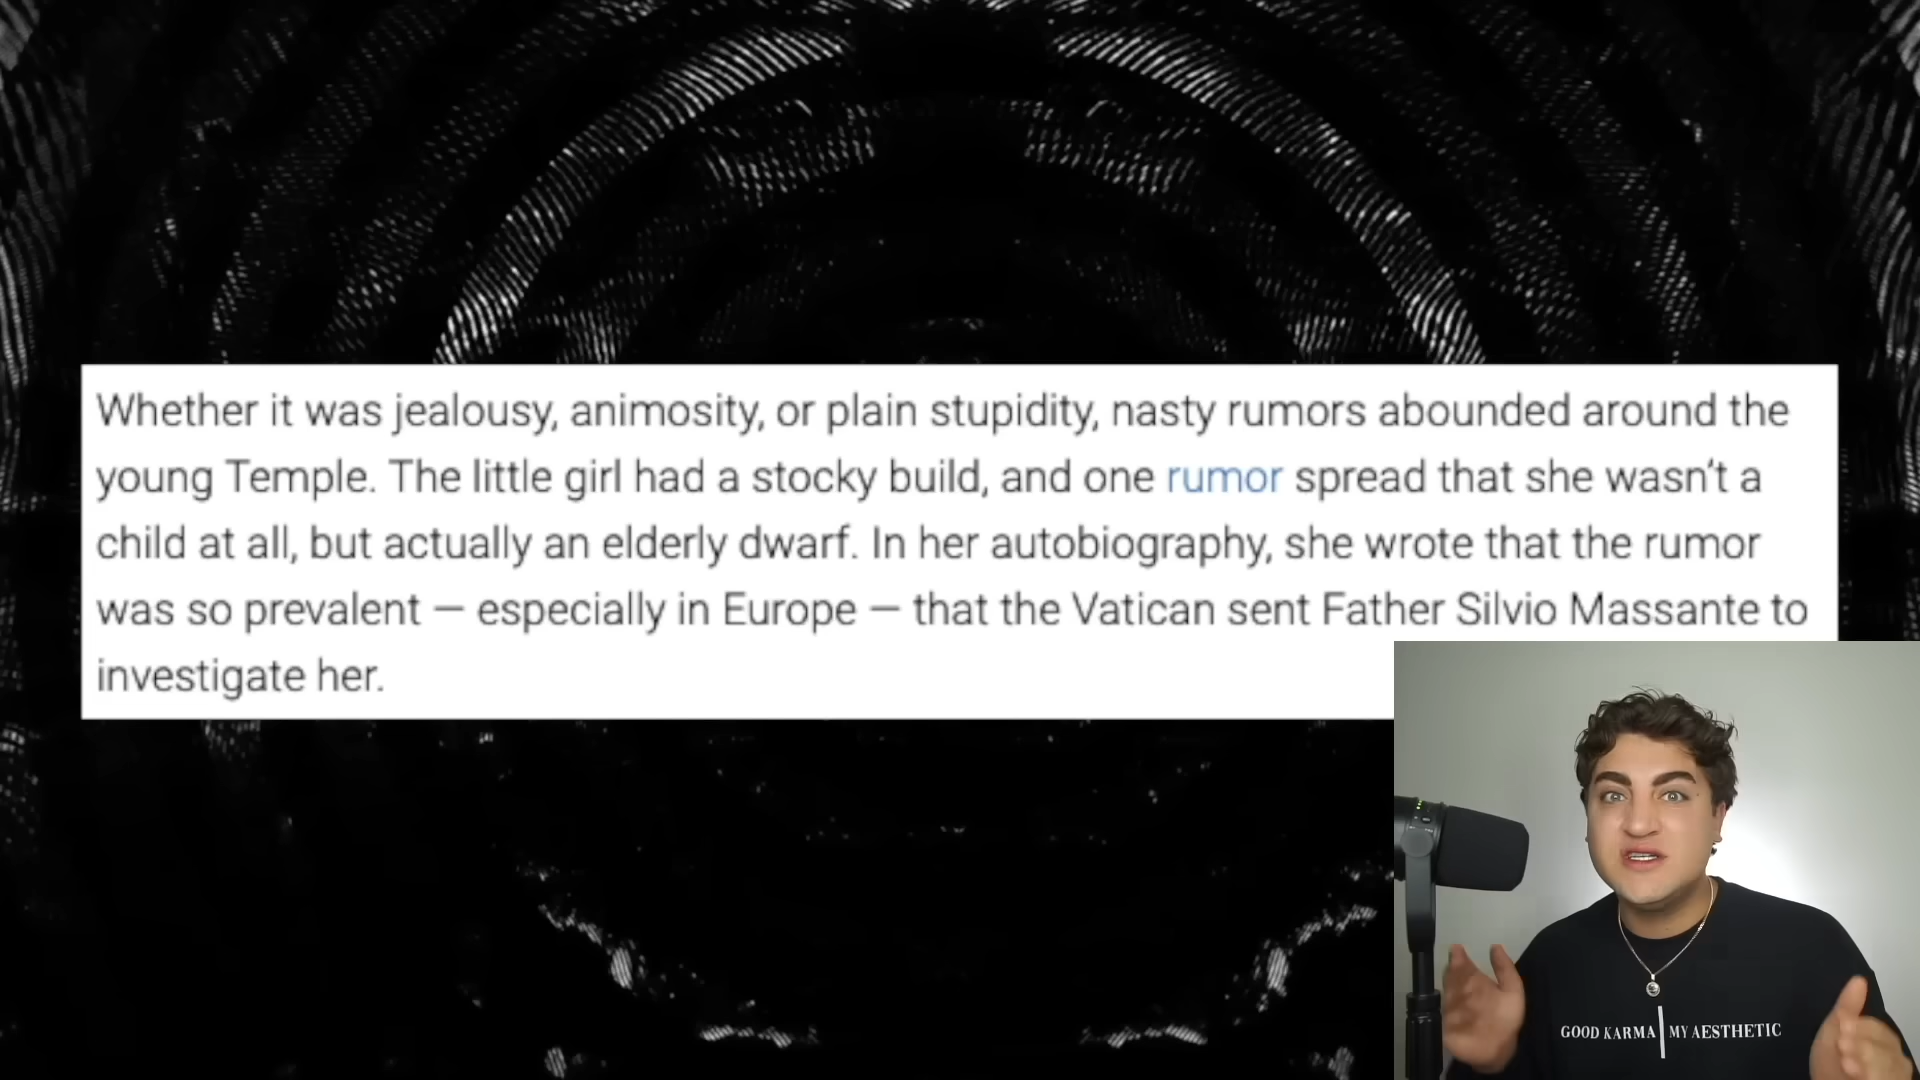 Whether it was jealousy, animosity, or plain stupidity, nasty rumors abounded around the
young Temple. The little girl had a stocky build, and one rumor spread that she wasn’t a
child at all, but actually an elderly dwarf. In her autobiography, she wrote that the rumor
was so prevalent — especially in Europe — that the Vatican sent Father Silvio Massante to
investigate her.
GOOD KARMA MY AESTHETIC